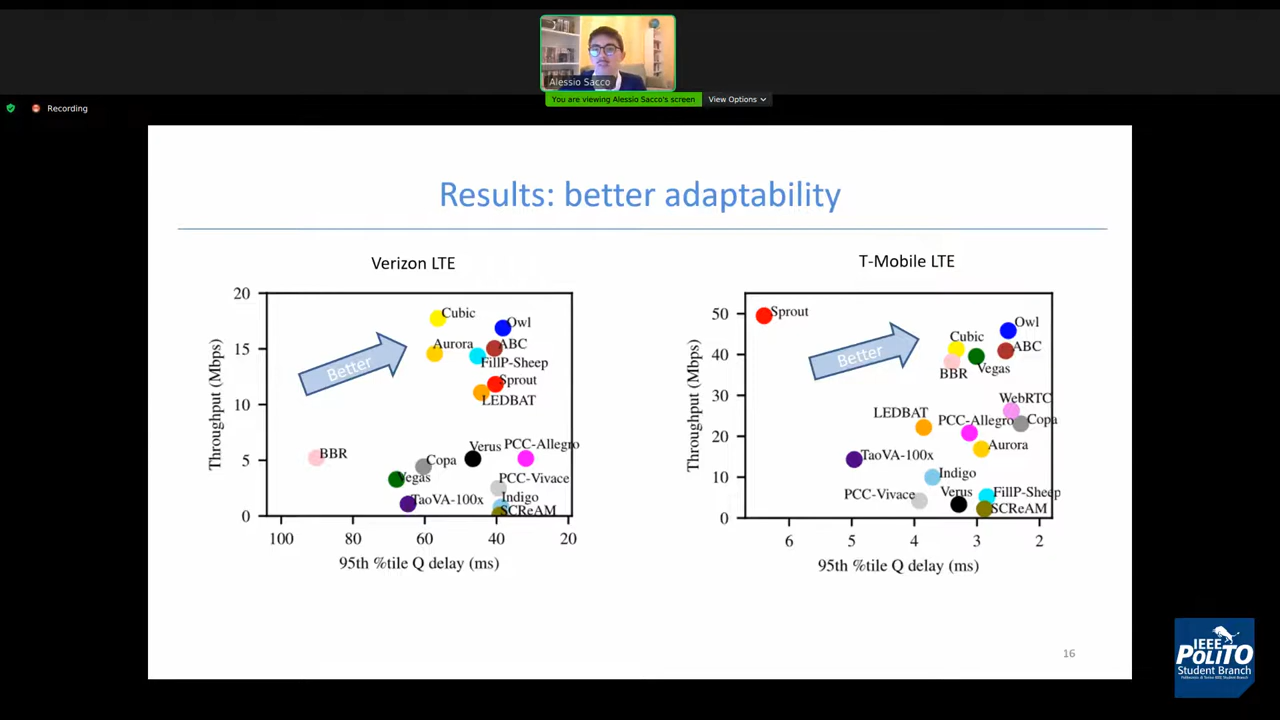 Alessio Sacco
You are viewing Alessio Sacco's screen
View Options
Recording
Results: better adaptability
Verizon LTE
20
15
10
5
0
Throughput (Mbps)
100
80
60
40
20
95th %tile Q delay (ms)
Better
Cubic
Owl
Aurora
ABC
FillP-Sheep
Sprout
LEDBAT
BBR
Verus
PCC-Allegro
Copa
Vegas
PCC-Vivace
TaoVA-100x
Indigo
SCReAM
T-Mobile LTE
50
40
30
20
10
0
Throughput (Mbps)
6
5
4
3
2
95th %tile Q delay (ms)
Better
Sprout
Owl
Cubic
ABC
BBR
Vegas
WebRTC
LEDBAT
PCC-Allegro
Copa
Aurora
TaoVA-100x
Indigo
PCC-Vivace
Verus
FillP-Sheep
SCReAM
16
IEEE
POLITO
Student Branch